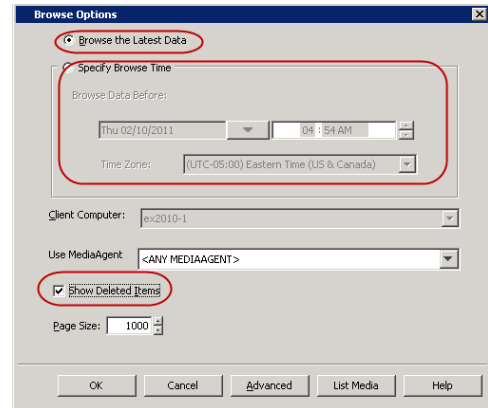 Browse Options
Browse the Latest Data
Specify Browse Time
Browse Data Before:
Thu 02/10/2011 04 : 54 AM
Time Zone: (UTC-05:00) Eastern Time (US & Canada)
Client Computer: ex2010-1
Use MediaAgent <ANY MEDIAAGENT>
Show Deleted Items
Page Size: 1000
OK Cancel Advanced List Media Help